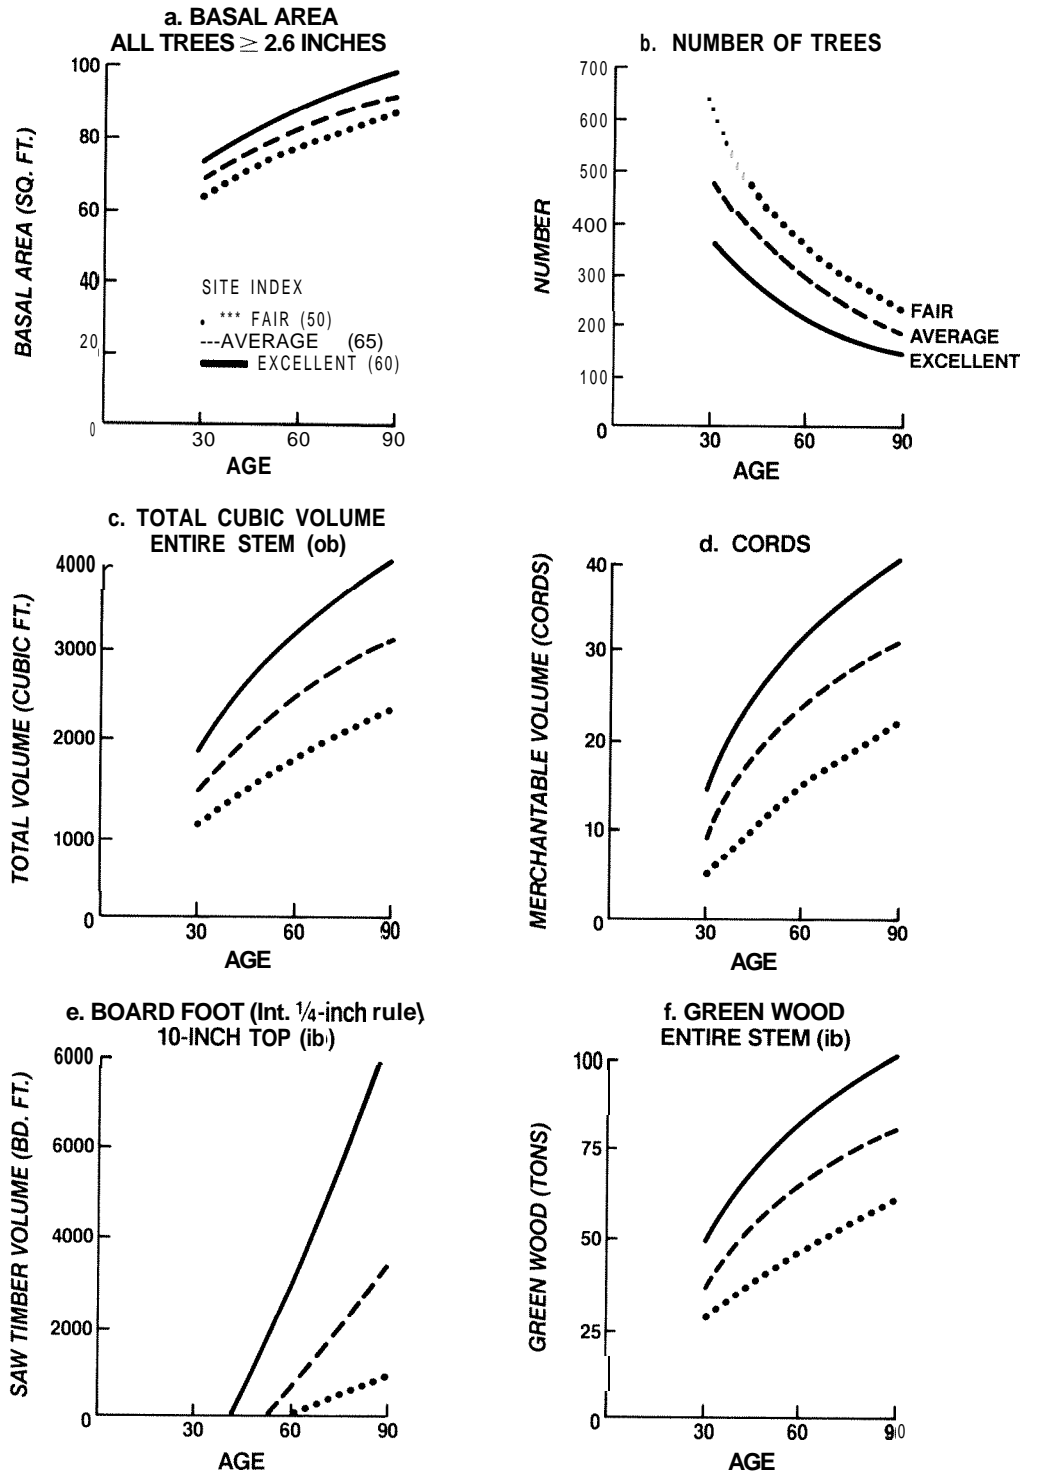 a. BASAL AREA
ALL TREES ≥ 2.6 INCHES
BASAL AREA (SQ. FT.)
100
80
60
40
20
0
SITE INDEX
. *** FAIR (50)
---AVERAGE (65)
EXCELLENT (60)
30 60 90
AGE
b. NUMBER OF TREES
NUMBER
700
600
500
400
300
200
100
0
FAIR
AVERAGE
EXCELLENT
30 60 90
AGE
c. TOTAL CUBIC VOLUME
ENTIRE STEM (ob)
TOTAL VOLUME (CUBIC FT.)
4000
3000
2000
1000
0
30 60 90
AGE
d. CORDS
MERCHANTABLE VOLUME (CORDS)
40
30
20
10
0
30 60 90
AGE
e. BOARD FOOT (Int. ¼-inch rule)
10-INCH TOP (ib)
SAW TIMBER VOLUME (BD. FT.)
6000
6000
4000
2000
0
30 60 90
AGE
f. GREEN WOOD
ENTIRE STEM (ib)
GREEN WOOD (TONS)
100
75
50
25
0
30 60 90
AGE